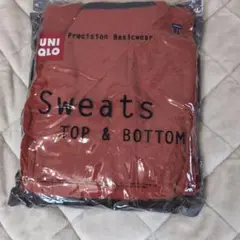 UNI
QLO
Precision Basicwear
Sweats
TOP & BOTTOM